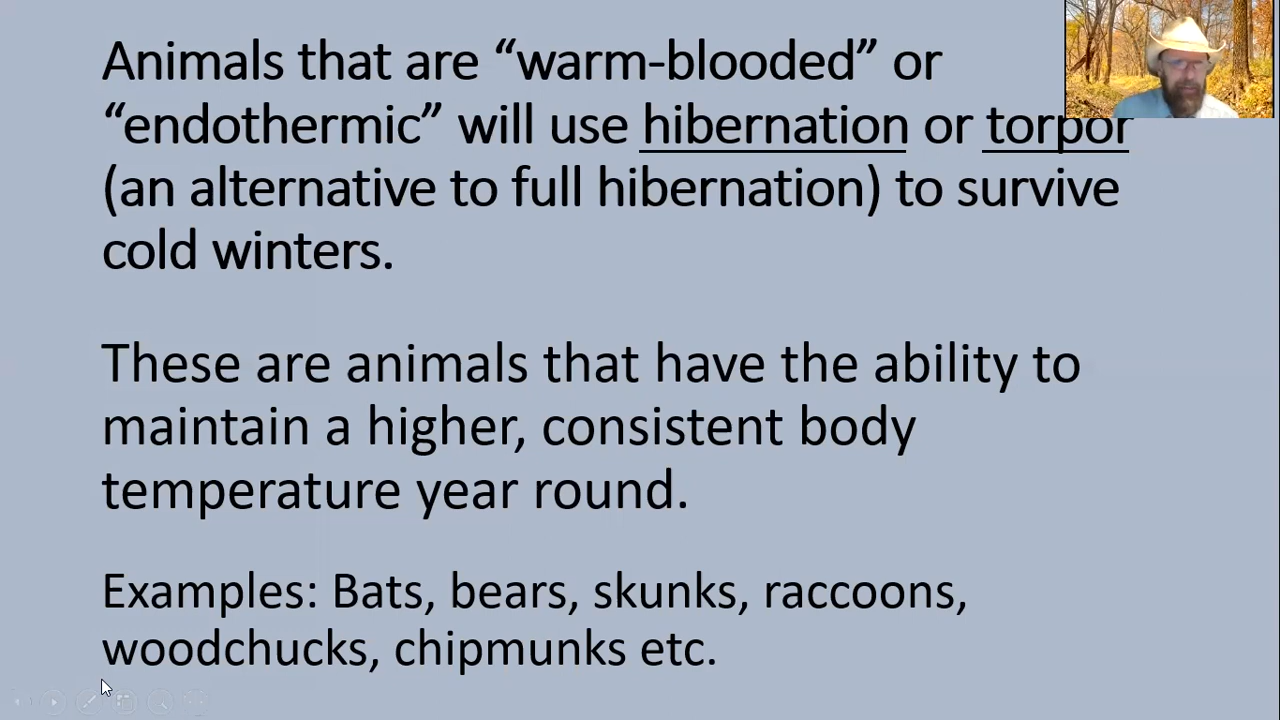 Animals that are “warm-blooded” or
“endothermic” will use hibernation or torpor
(an alternative to full hibernation) to survive
cold winters.
These are animals that have the ability to
maintain a higher, consistent body
temperature year round.
Examples: Bats, bears, skunks, raccoons,
woodchucks, chipmunks etc.